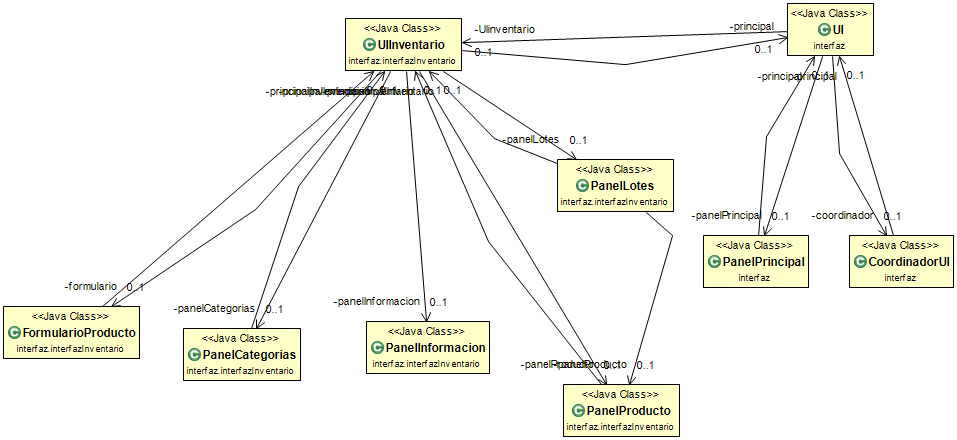 <<Java Class>>
UI
interfaz
<<Java Class>>
UIInventario
interfaz.interfazInventario
-UIinventario
-principal
0..1
0..1
0..1
0..1
0..1
-panelLotes
0..1
<<Java Class>>
PanelLotes
interfaz.interfazInventario
-panelPrincipal
0..1
-coordinador
0..1
<<Java Class>>
PanelPrincipal
interfaz
<<Java Class>>
CoordinadorUI
interfaz
-formulario
0..1
-panelCategorias
0..1
-panelInformacion
0..1
<<Java Class>>
FormularioProducto
interfaz.interfazInventario
<<Java Class>>
PanelCategorias
interfaz.interfazInventario
<<Java Class>>
PanelInformacion
interfaz.interfazInventario
0..1
<<Java Class>>
PanelProducto
interfaz.interfazInventario